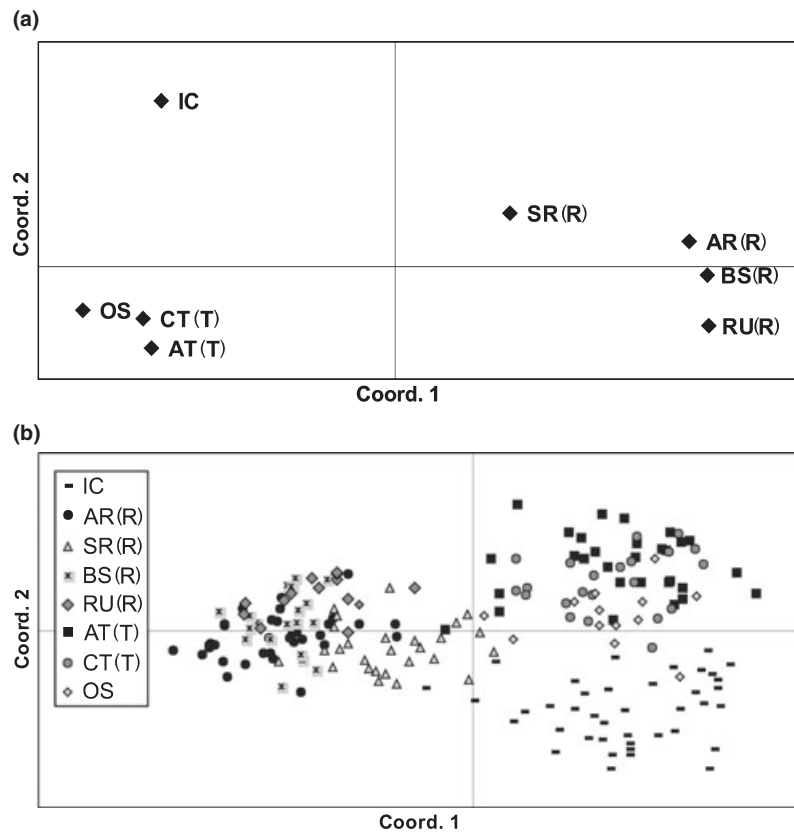 (a)
IC
SR(R)
AR(R)
BS(R)
RU(R)
OS
CT(T)
AT(T)
Coord. 2
Coord. 1
(b)
IC
AR(R)
SR(R)
BS(R)
RU(R)
AT(T)
CT(T)
OS
Coord. 2
Coord. 1